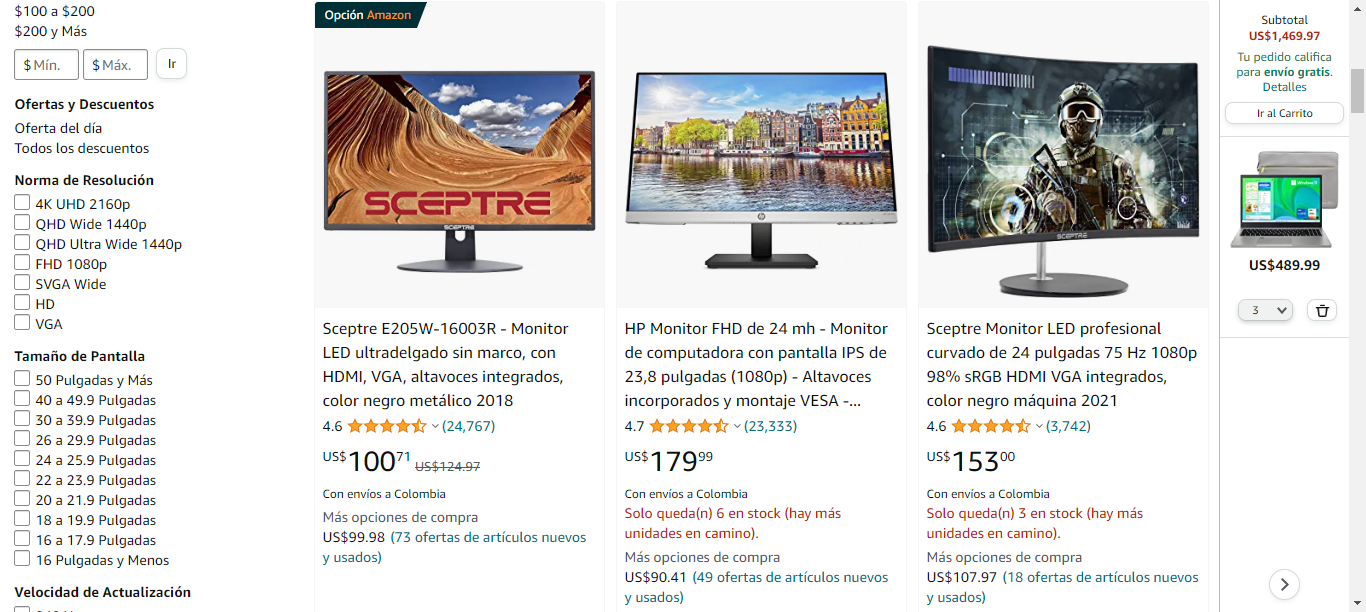 $100 a $200
$200 y Más
$ Mín.
$ Máx.
Ir
Ofertas y Descuentos
Oferta del día
Todos los descuentos
Norma de Resolución
4K UHD 2160p
QHD Wide 1440p
QHD Ultra Wide 1440p
FHD 1080p
SVGA Wide
HD
VGA
Tamaño de Pantalla
50 Pulgadas y Más
40 a 49.9 Pulgadas
30 a 39.9 Pulgadas
26 a 29.9 Pulgadas
24 a 25.9 Pulgadas
22 a 23.9 Pulgadas
20 a 21.9 Pulgadas
18 a 19.9 Pulgadas
16 a 17.9 Pulgadas
16 Pulgadas y Menos
Velocidad de Actualización
Opción Amazon
SCEPTRE
SCEPTRE
Sceptre E205W-16003R - Monitor
LED ultradelgado sin marco, con
HDMI, VGA, altavoces integrados,
color negro metálico 2018
4.6 (24,767)
US$100.71 US$124.97
Con envíos a Colombia
Más opciones de compra
US$99.98 (73 ofertas de artículos nuevos
y usados)
hp
HP Monitor FHD de 24 mh - Monitor
de computadora con pantalla IPS de
23,8 pulgadas (1080p) - Altavoces
incorporados y montaje VESA -...
4.7 (23,333)
US$179.99
Con envíos a Colombia
Solo queda(n) 6 en stock (hay más
unidades en camino).
Más opciones de compra
US$90.41 (49 ofertas de artículos nuevos
y usados)
SCEPTRE
Sceptre Monitor LED profesional
curvado de 24 pulgadas 75 Hz 1080p
98% sRGB HDMI VGA integrados,
color negro máquina 2021
4.6 (3,742)
US$153.00
Con envíos a Colombia
Solo queda(n) 3 en stock (hay más
unidades en camino).
Más opciones de compra
US$107.97 (18 ofertas de artículos nuevos
y usados)
Subtotal
US$1,469.97
Tu pedido califica
para envío gratis.
Detalles
Ir al Carrito
US$489.99
3